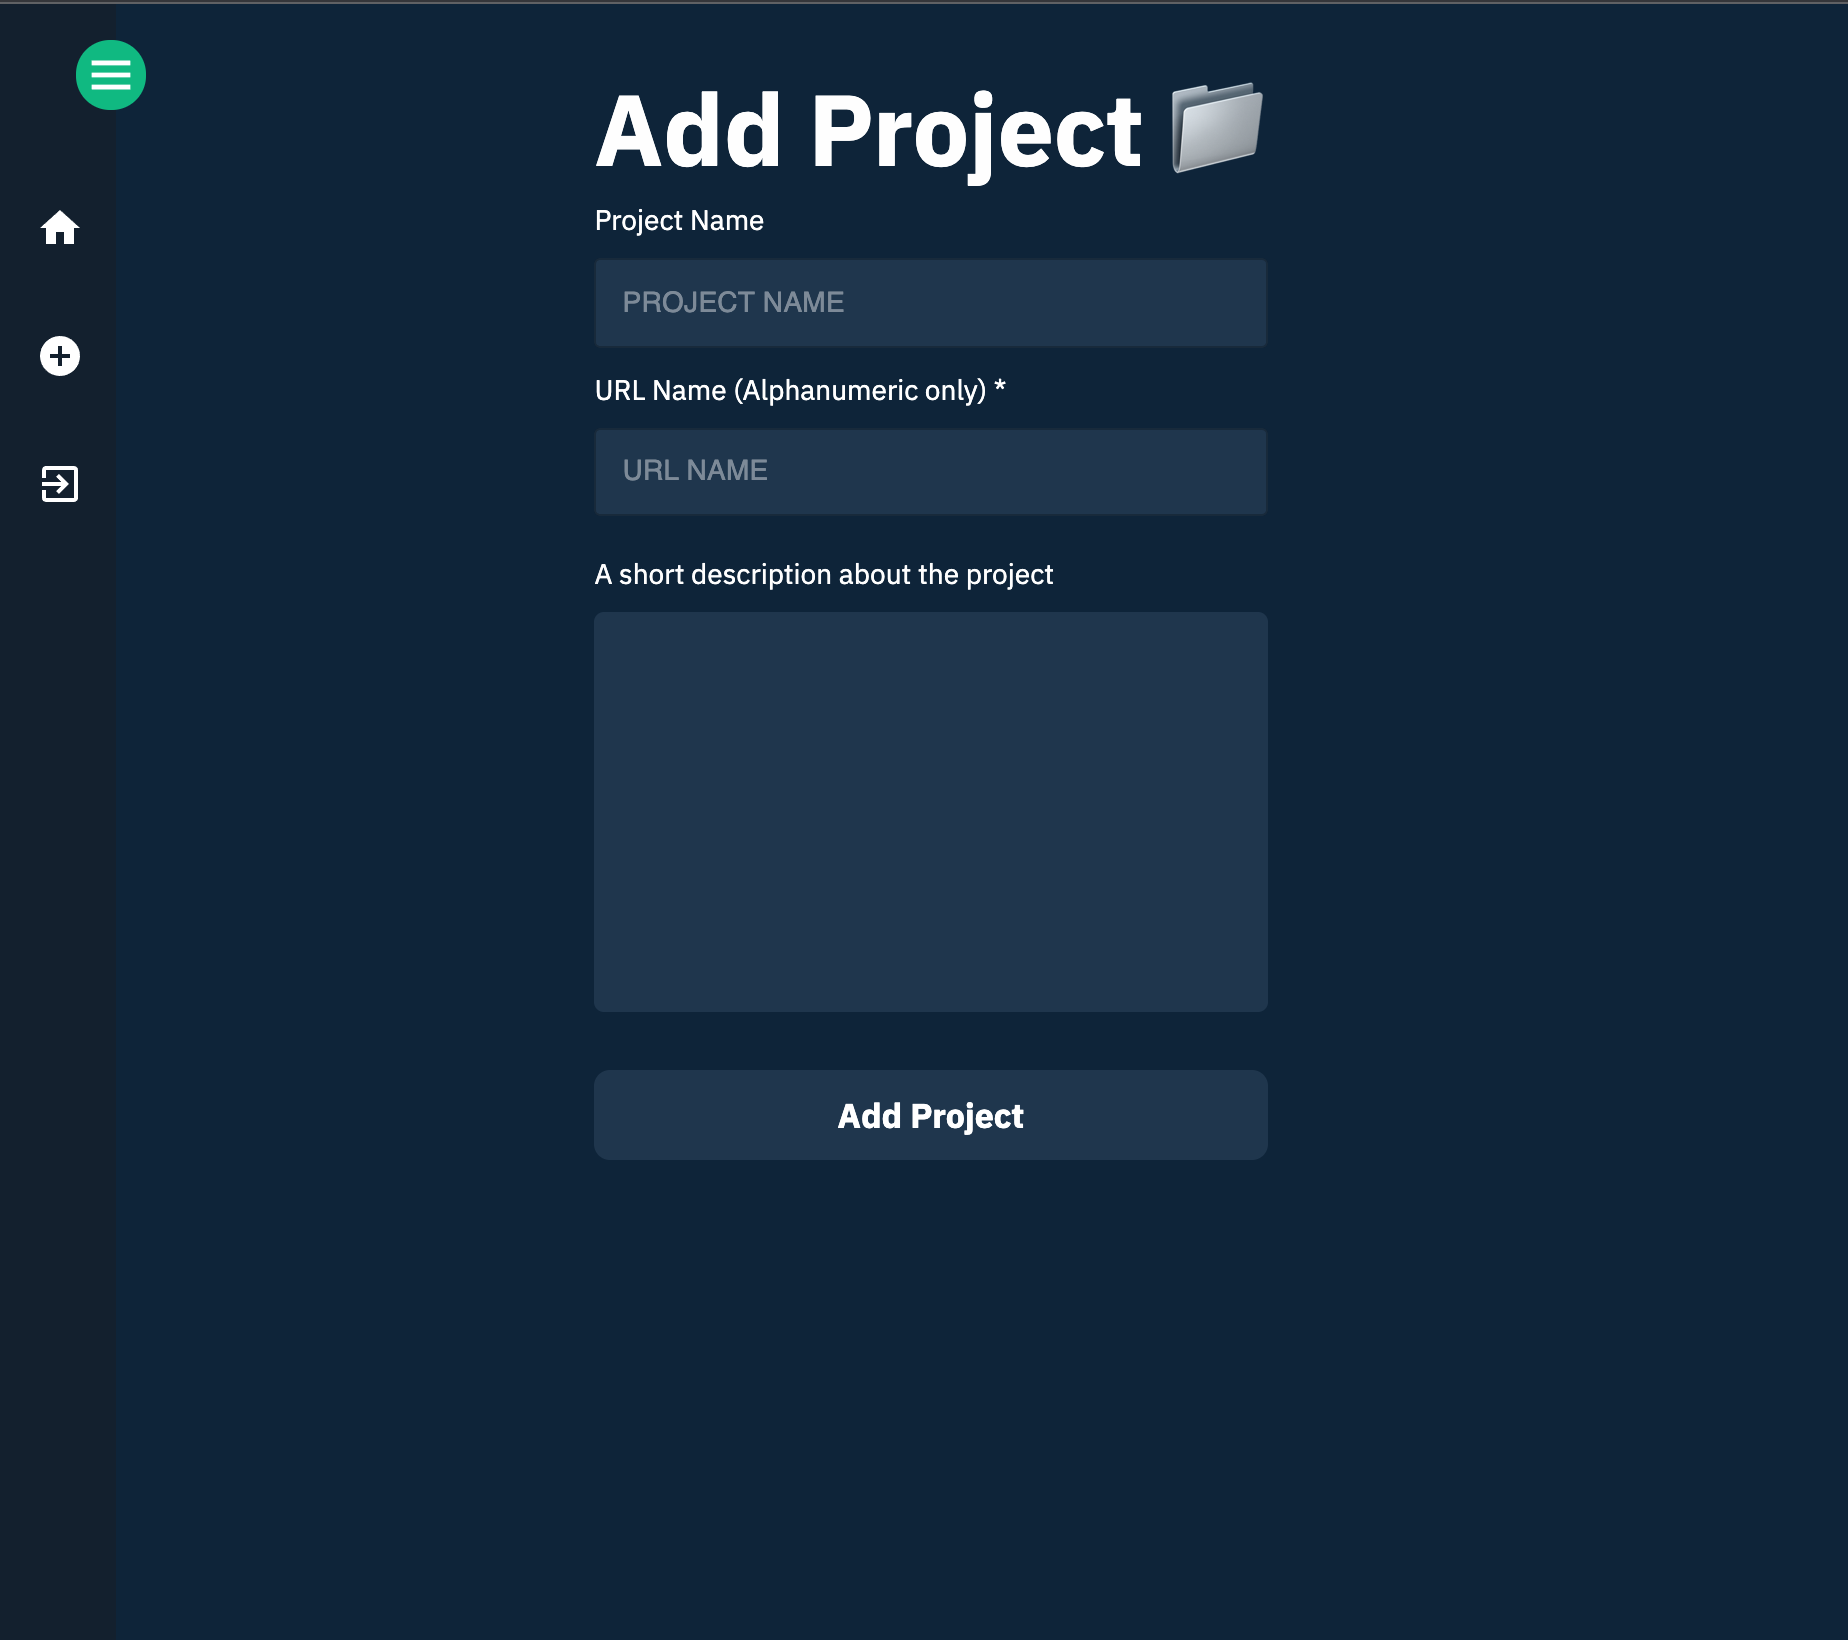 Add Project
Project Name
PROJECT NAME
URL Name (Alphanumeric only) *
URL NAME
A short description about the project
Add Project